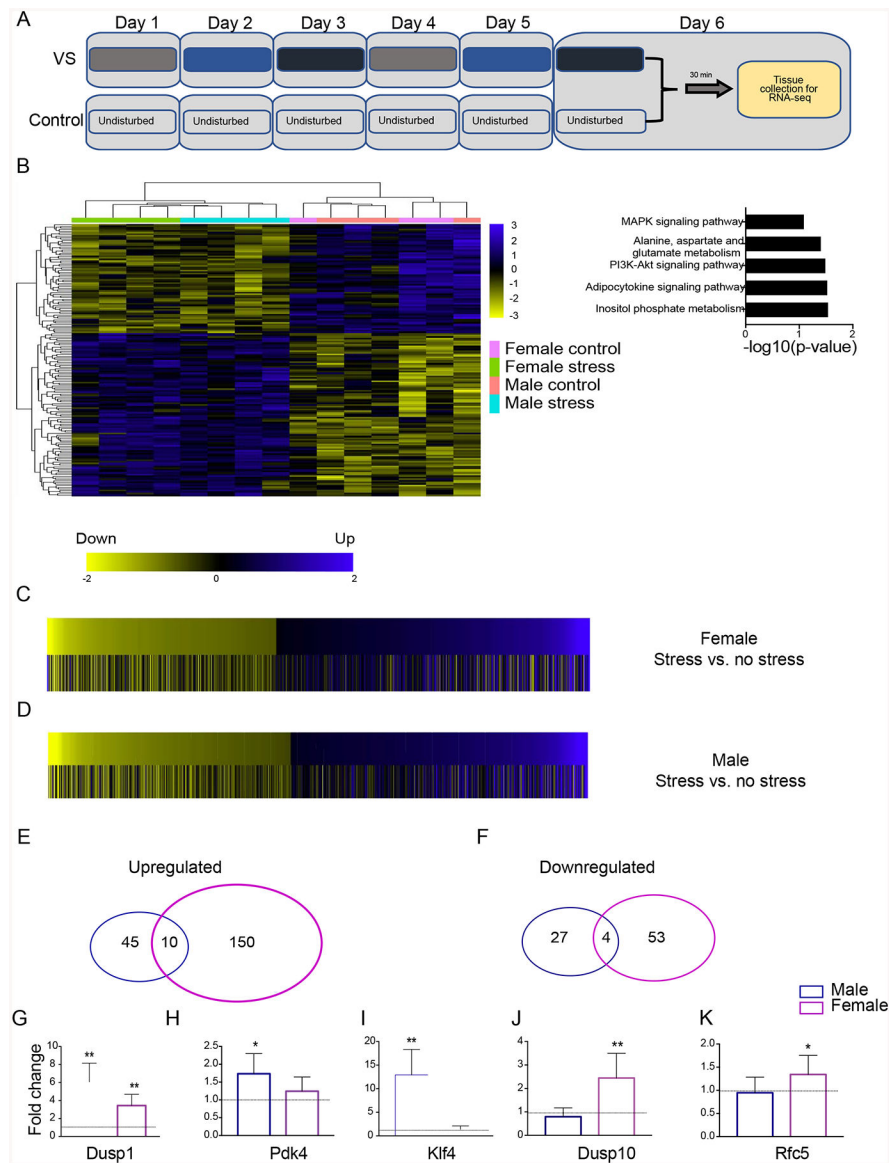 A
Day 1 Day 2 Day 3 Day 4 Day 5 Day 6
VS
30 min
Tissue
collection for
RNA-seq
Control
Undisturbed Undisturbed Undisturbed Undisturbed Undisturbed Undisturbed
B
3
2
1
0
-1
-2
-3
Female control
Female stress
Male control
Male stress
MAPK signaling pathway
Alanine, aspartate and
glutamate metabolism
PI3K-Akt signaling pathway
Adipocytokine signaling pathway
Inositol phosphate metabolism
0 1 2
-log10(p-value)
Down Up
-2 0 2
C
Female
Stress vs. no stress
D
Male
Stress vs. no stress
E
Upregulated
45 10 150
F
Downregulated
27 4 53
Male
Female
G
Fold change
10
8
6
4
2
0
** **
Dusp1
H
2.5
2.0
1.5
1.0
0.5
0.0
*
Pdk4
I
20
15
10
5
0
**
Klf4
J
4
3
2
1
0
**
Dusp10
K
2.0
1.5
1.0
0.5
0.0
*
Rfc5